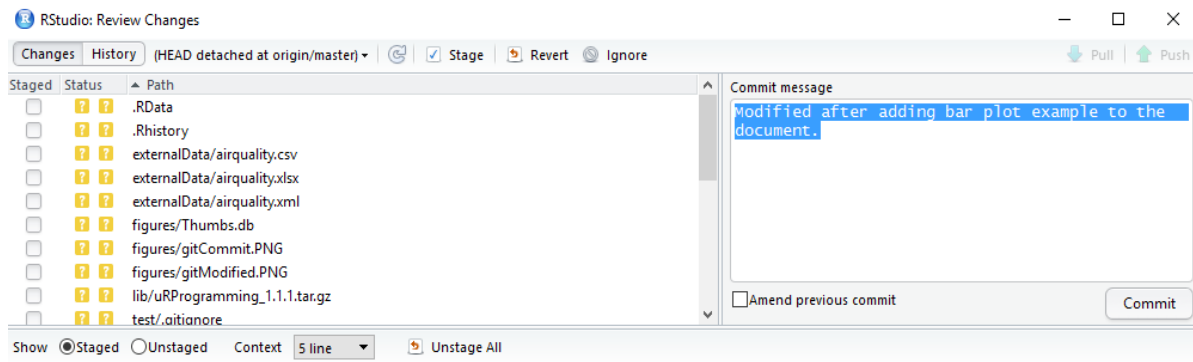 RStudio: Review Changes
Changes History (HEAD detached at origin/master) Stage Revert Ignore Pull Push
Staged Status Path
.RData
.Rhistory
externalData/airquality.csv
externalData/airquality.xlsx
externalData/airquality.xml
figures/Thumbs.db
figures/gitCommit.PNG
figures/gitModified.PNG
lib/uRProgramming_1.1.1.tar.gz
test/.gitignore
Commit message
Modified after adding bar plot example to the
document.
Amend previous commit
Commit
Show Staged Unstaged Context 5 line Unstage All